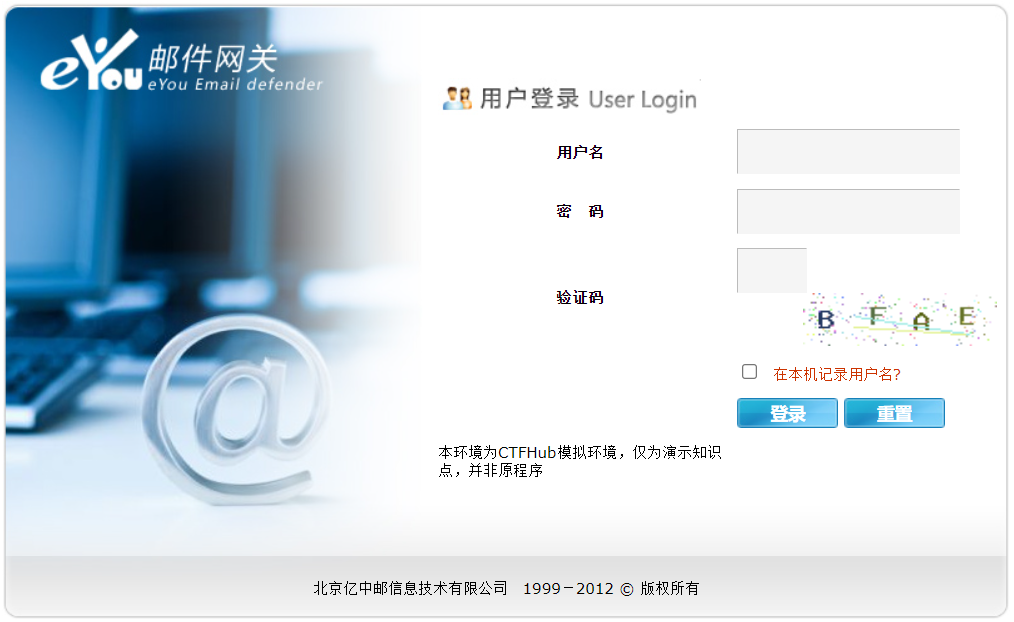 eYou 邮件网关
eYou Email defender
用户登录 User Login
用户名
密 码
验证码
B F A E
在本机记录用户名?
登录 重置
本环境为CTFHub模拟环境，仅为演示知识
点，并非原程序
北京亿中邮信息技术有限公司 1999－2012 © 版权所有